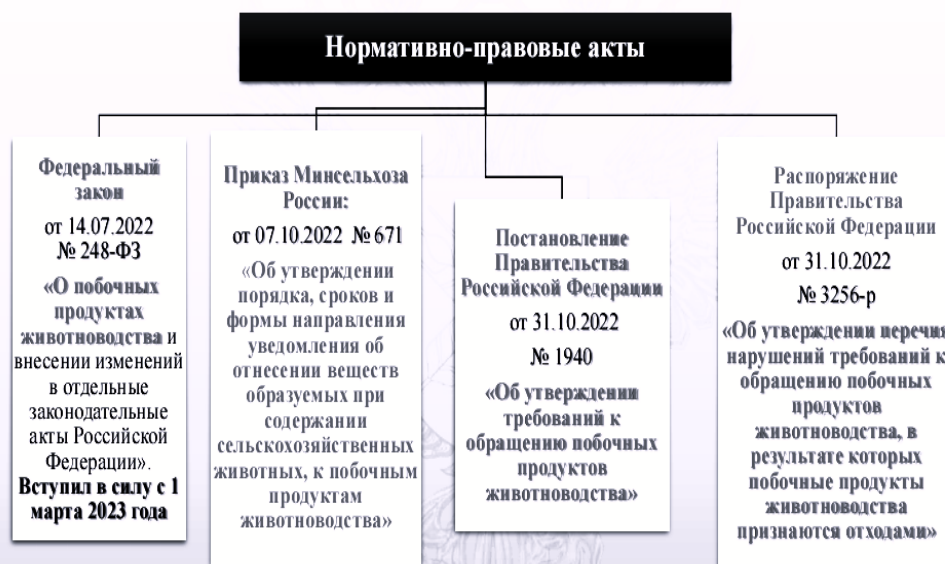 Нормативно-правовые акты
Федеральный
закон
от 14.07.2022
№ 248-ФЗ
«О побочных
продуктах
животноводства и
внесении изменений
в отдельные
законодательные
акты Российской
Федерации».
Вступил в силу с 1
марта 2023 года
Приказ Минсельхоза
России:
от 07.10.2022 № 671
«Об утверждении
порядка, сроков и
формы направления
уведомления об
отнесении веществ
образуемых при
содержании
сельскохозяйственных
животных, к побочным
продуктам
животноводства»
Постановление
Правительства
Российской Федерации
от 31.10.2022
№ 1940
«Об утверждении
требований к
обращению побочных
продуктов
животноводства»
Распоряжение
Правительства
Российской Федерации
от 31.10.2022
№ 3256-р
«Об утверждении перечня
нарушений требований к
обращению побочных
продуктов
животноводства, в
результате которых
побочные продукты
животноводства
признаются отходами»